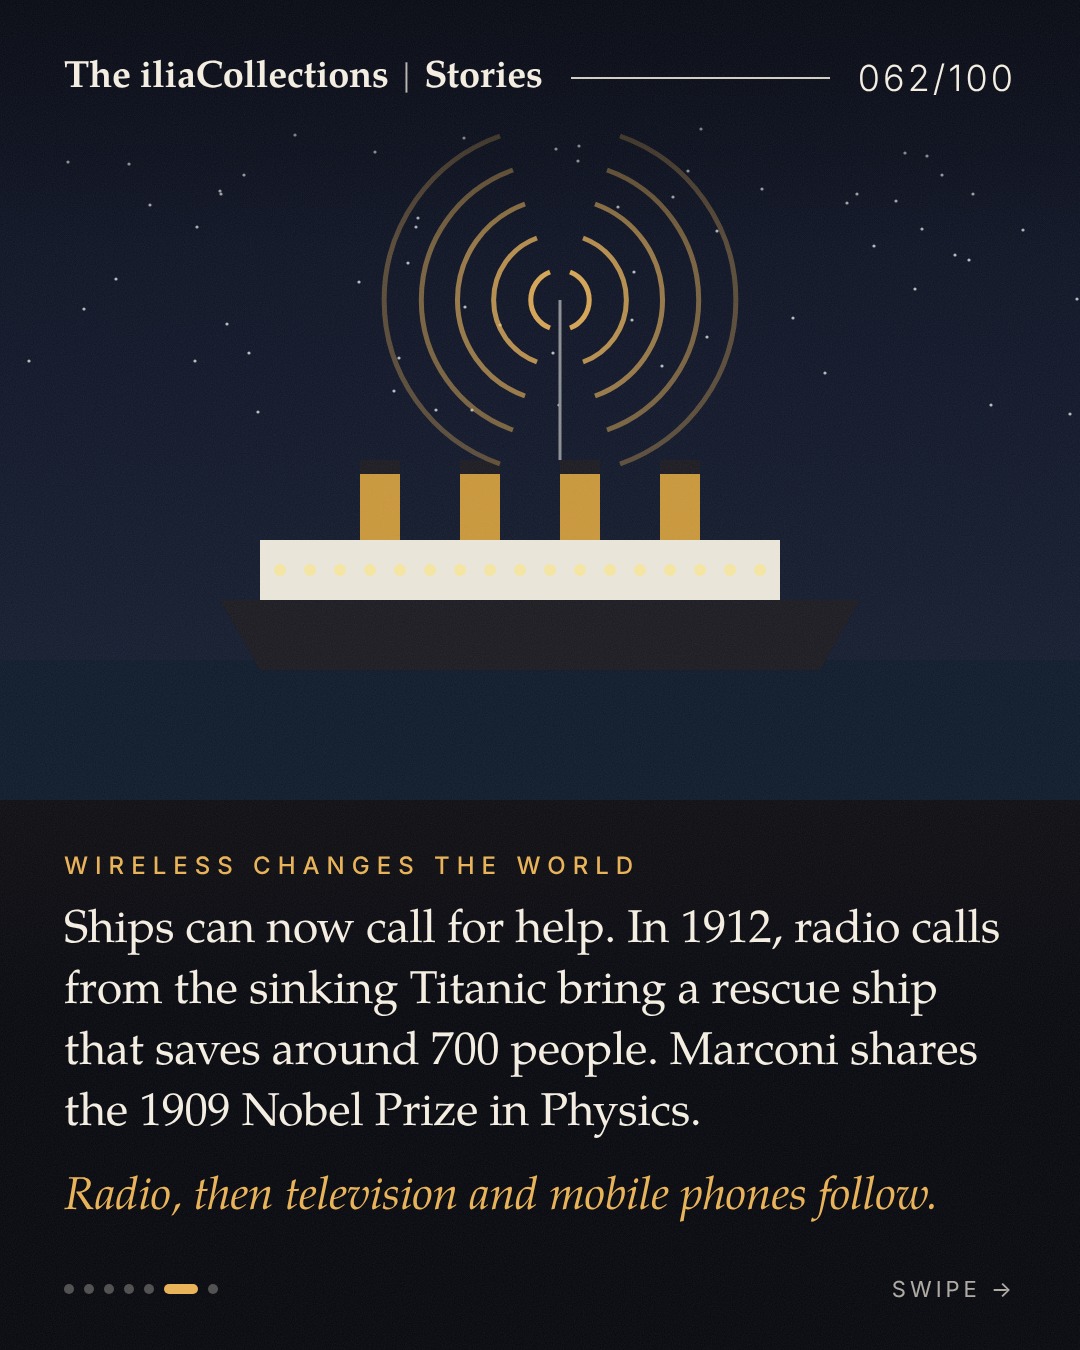 The iliaCollections | Stories 062/100
WIRELESS CHANGES THE WORLD
Ships can now call for help. In 1912, radio calls
from the sinking Titanic bring a rescue ship
that saves around 700 people. Marconi shares
the 1909 Nobel Prize in Physics.
Radio, then television and mobile phones follow.
SWIPE →